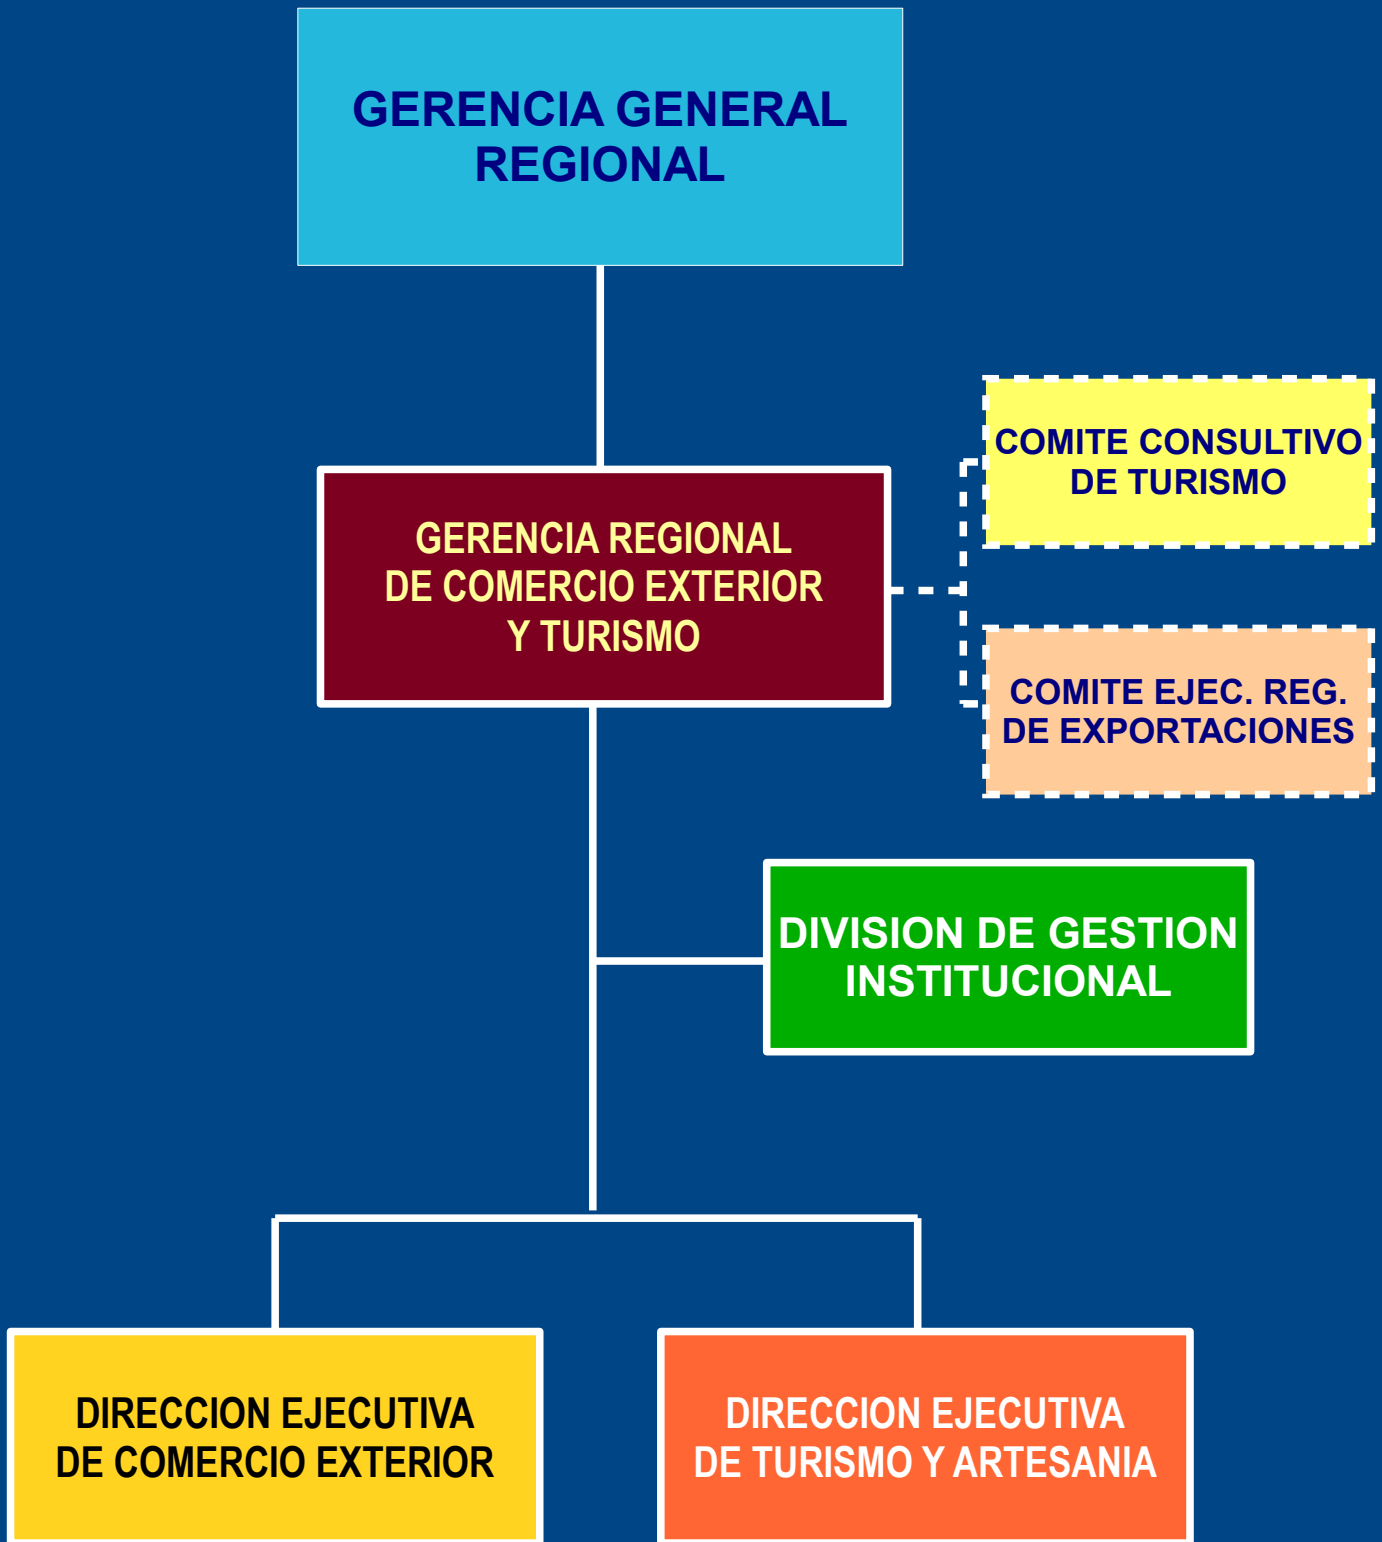 GERENCIA GENERAL
REGIONAL
COMITE CONSULTIVO
DE TURISMO
GERENCIA REGIONAL
DE COMERCIO EXTERIOR
Y TURISMO
COMITE EJEC. REG.
DE EXPORTACIONES
DIVISION DE GESTION
INSTITUCIONAL
DIRECCION EJECUTIVA
DE COMERCIO EXTERIOR
DIRECCION EJECUTIVA
DE TURISMO Y ARTESANIA